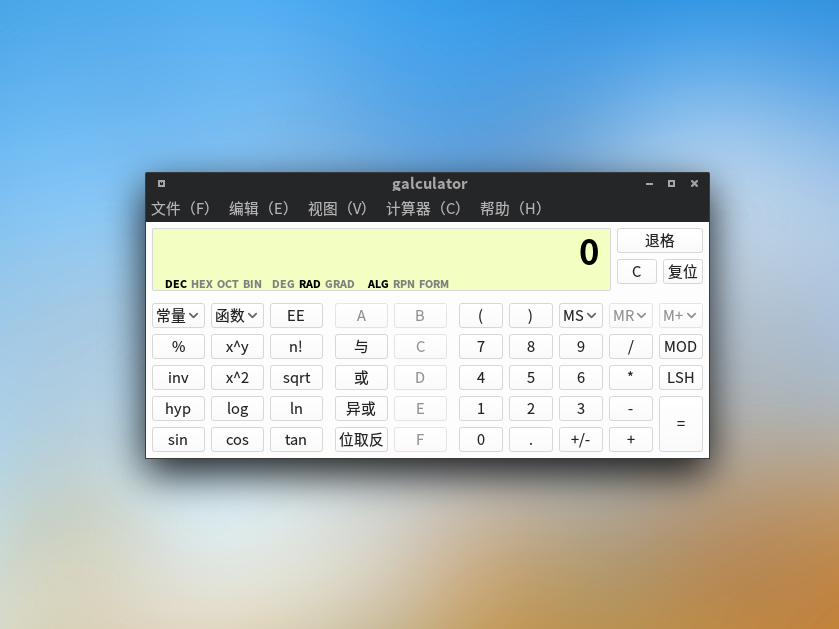 galculator
文件（F） 编辑（E） 视图（V） 计算器（C） 帮助（H）
0
DEC HEX OCT BIN DEG RAD GRAD ALG RPN FORM
退格
C 复位
常量 函数 EE A B ( ) MS MR M+
% x^y n! 与 C 7 8 9 / MOD
inv x^2 sqrt 或 D 4 5 6 * LSH
hyp log ln 异或 E 1 2 3 - =
sin cos tan 位取反 F 0 . +/- +